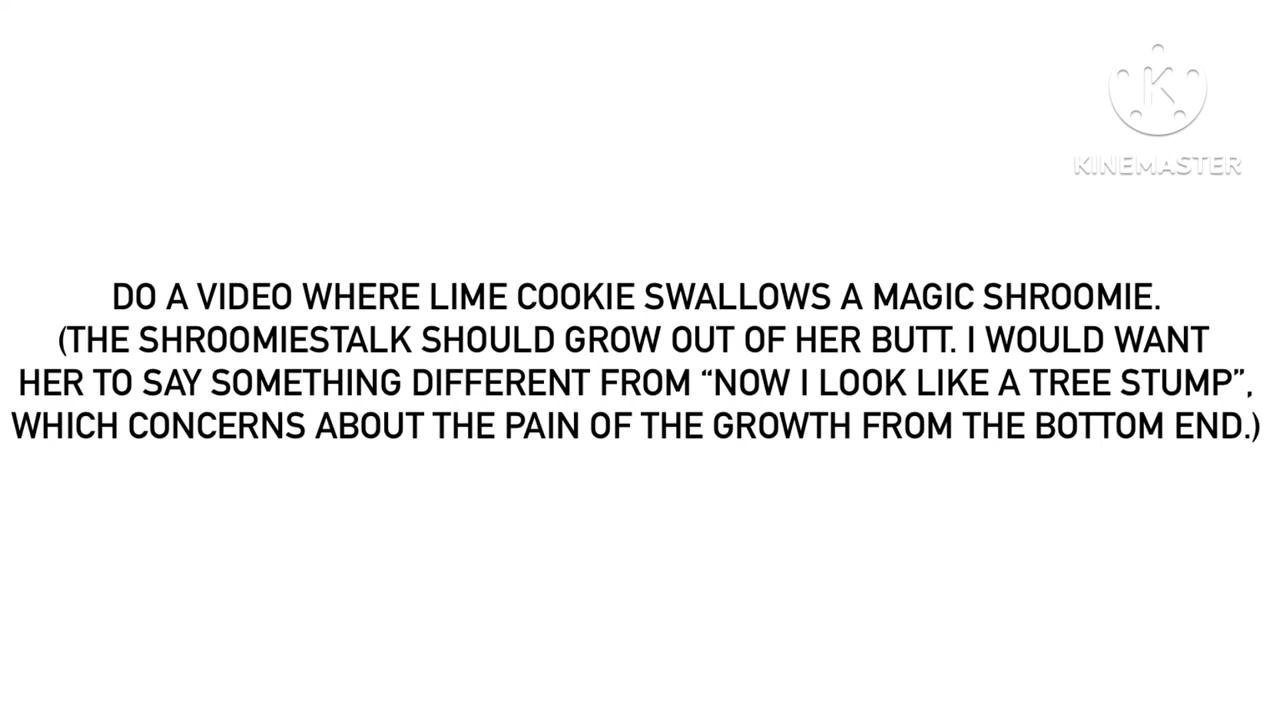 KINEMASTER
DO A VIDEO WHERE LIME COOKIE SWALLOWS A MAGIC SHROOMIE.
(THE SHROOMIESTALK SHOULD GROW OUT OF HER BUTT. I WOULD WANT
HER TO SAY SOMETHING DIFFERENT FROM “NOW I LOOK LIKE A TREE STUMP”,
WHICH CONCERNS ABOUT THE PAIN OF THE GROWTH FROM THE BOTTOM END.)